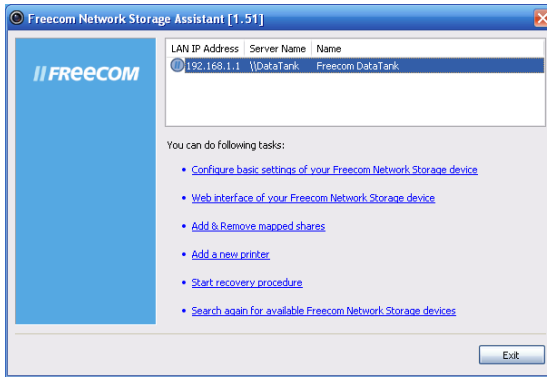 Freecom Network Storage Assistant [1.51]
FREECOM
LAN IP Address Server Name Name
192.168.1.1 \\DataTank Freecom DataTank
You can do following tasks:
• Configure basic settings of your Freecom Network Storage device
• Web interface of your Freecom Network Storage device
• Add & Remove mapped shares
• Add a new printer
• Start recovery procedure
• Search again for available Freecom Network Storage devices
Exit